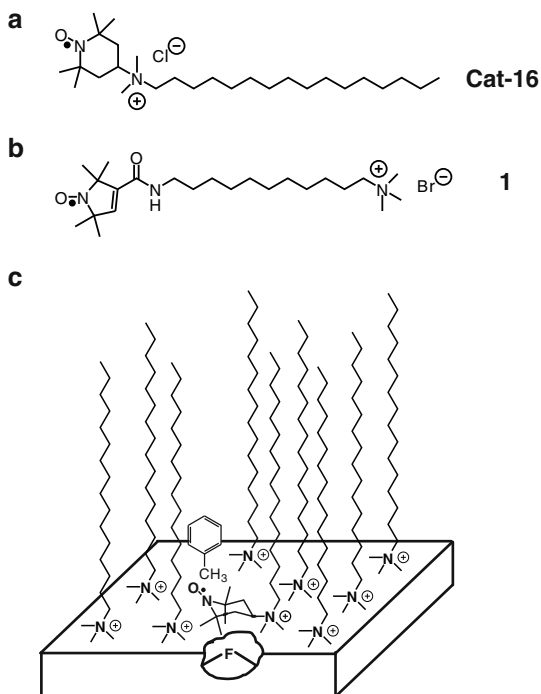 a
O N Cl⊖
N ⊕ Cat-16
b
O
O N N H N ⊕ Br⊖ 1
c
CH3
O N
N⊕ N⊕ N⊕ N⊕ N⊕
N⊕ N⊕ N⊕ N⊕
F